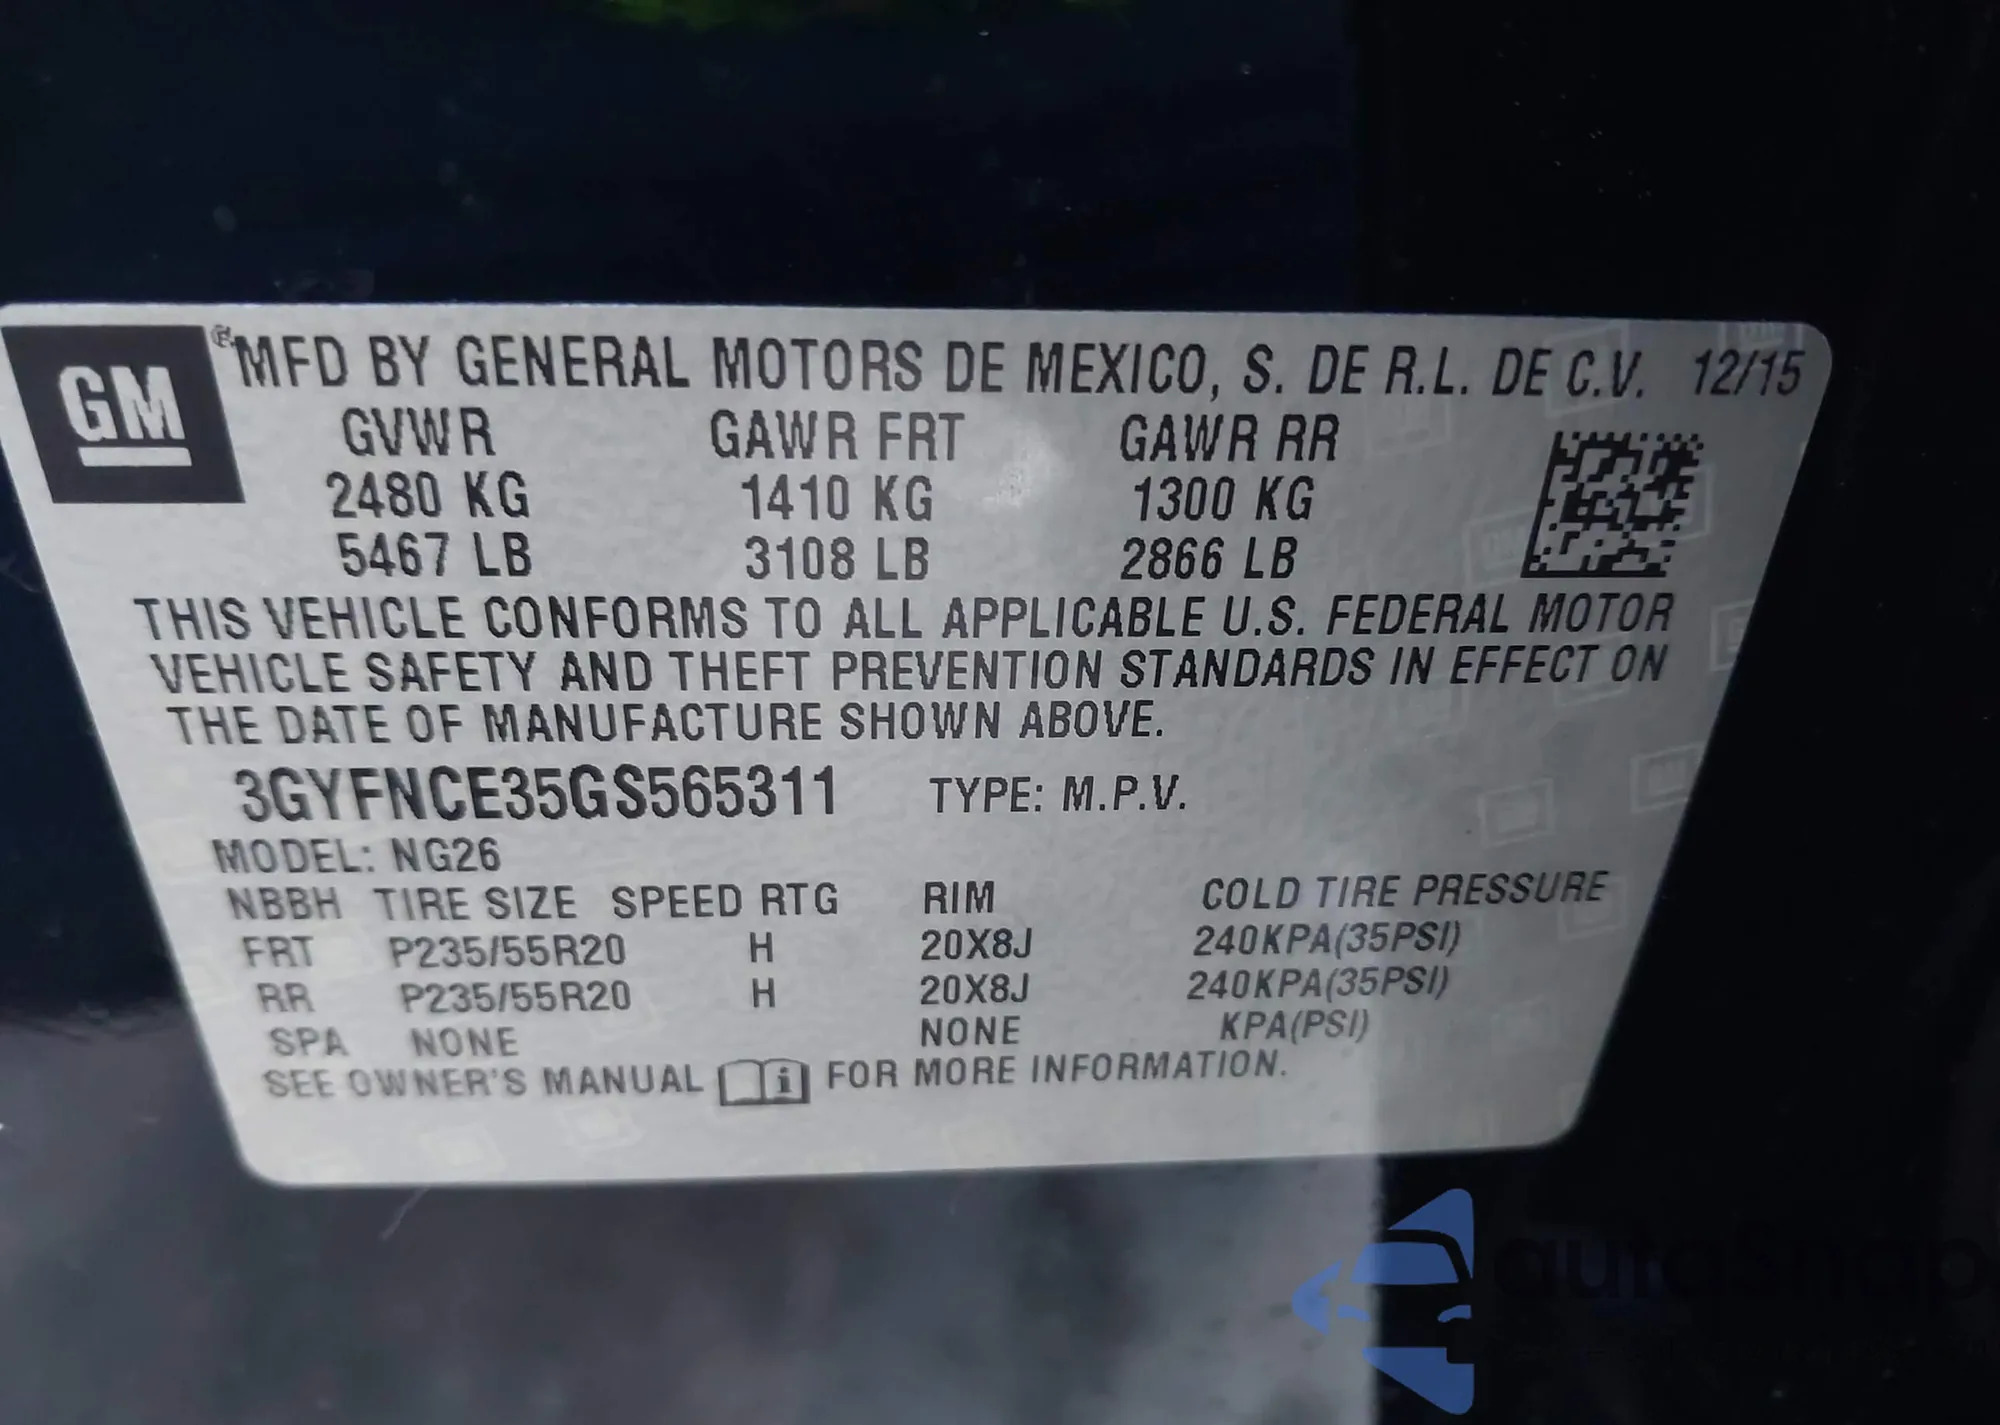 GM
® MFD BY GENERAL MOTORS DE MEXICO, S. DE R.L. DE C.V. 12/15
GVWR GAWR FRT GAWR RR
2480 KG 1410 KG 1300 KG
5467 LB 3108 LB 2866 LB
THIS VEHICLE CONFORMS TO ALL APPLICABLE U.S. FEDERAL MOTOR
VEHICLE SAFETY AND THEFT PREVENTION STANDARDS IN EFFECT ON
THE DATE OF MANUFACTURE SHOWN ABOVE.
3GYFNCE35GS565311 TYPE: M.P.V.
MODEL: NG26
NBBH TIRE SIZE SPEED RTG RIM COLD TIRE PRESSURE
FRT P235/55R20 H 20X8J 240KPA(35PSI)
RR P235/55R20 H 20X8J 240KPA(35PSI)
SPA NONE NONE KPA(PSI)
SEE OWNER'S MANUAL i FOR MORE INFORMATION.